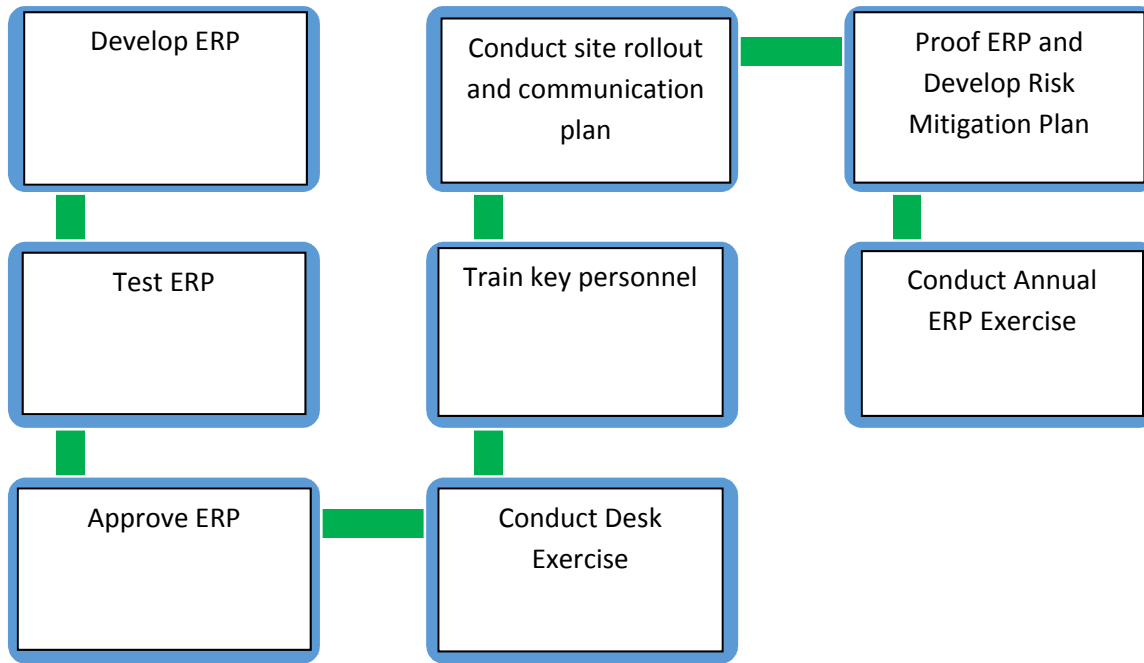 Develop ERP
Test ERP
Approve ERP
Conduct Desk
Exercise
Train key personnel
Conduct site rollout
and communication
plan
Proof ERP and
Develop Risk
Mitigation Plan
Conduct Annual
ERP Exercise